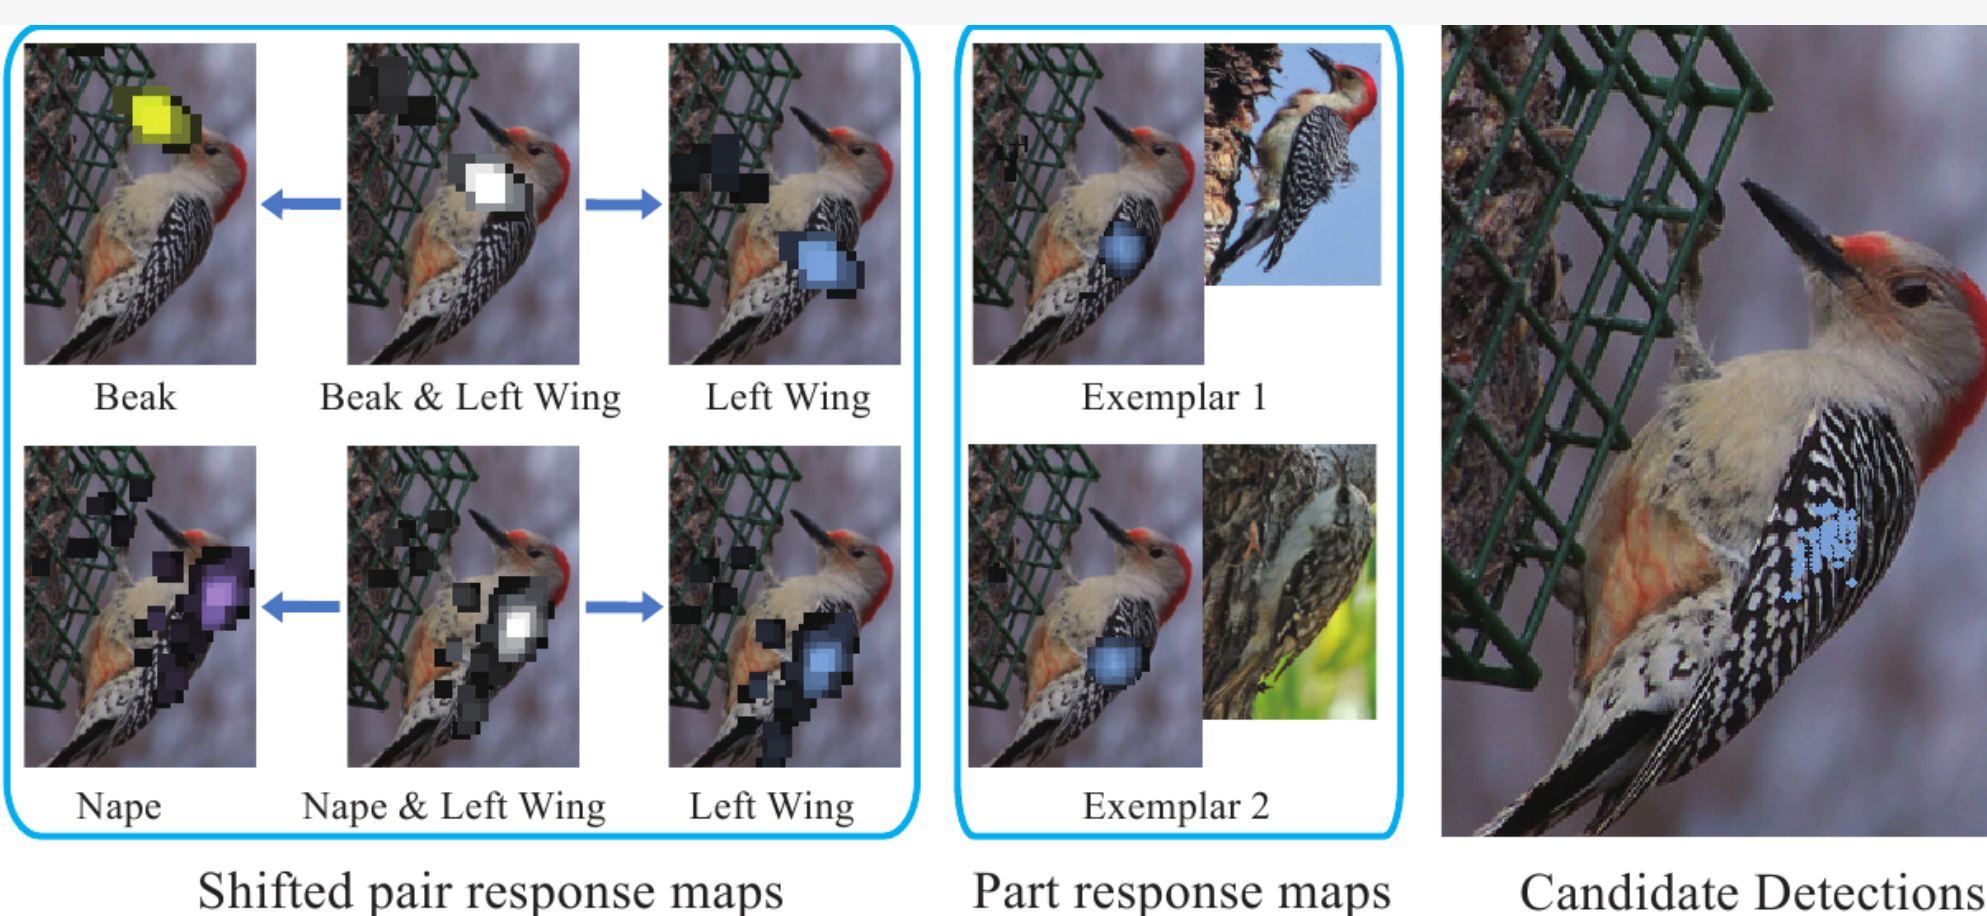 Beak
Beak & Left Wing
Left Wing
Nape
Nape & Left Wing
Left Wing
Shifted pair response maps
Exemplar 1
Exemplar 2
Part response maps
Candidate Detections